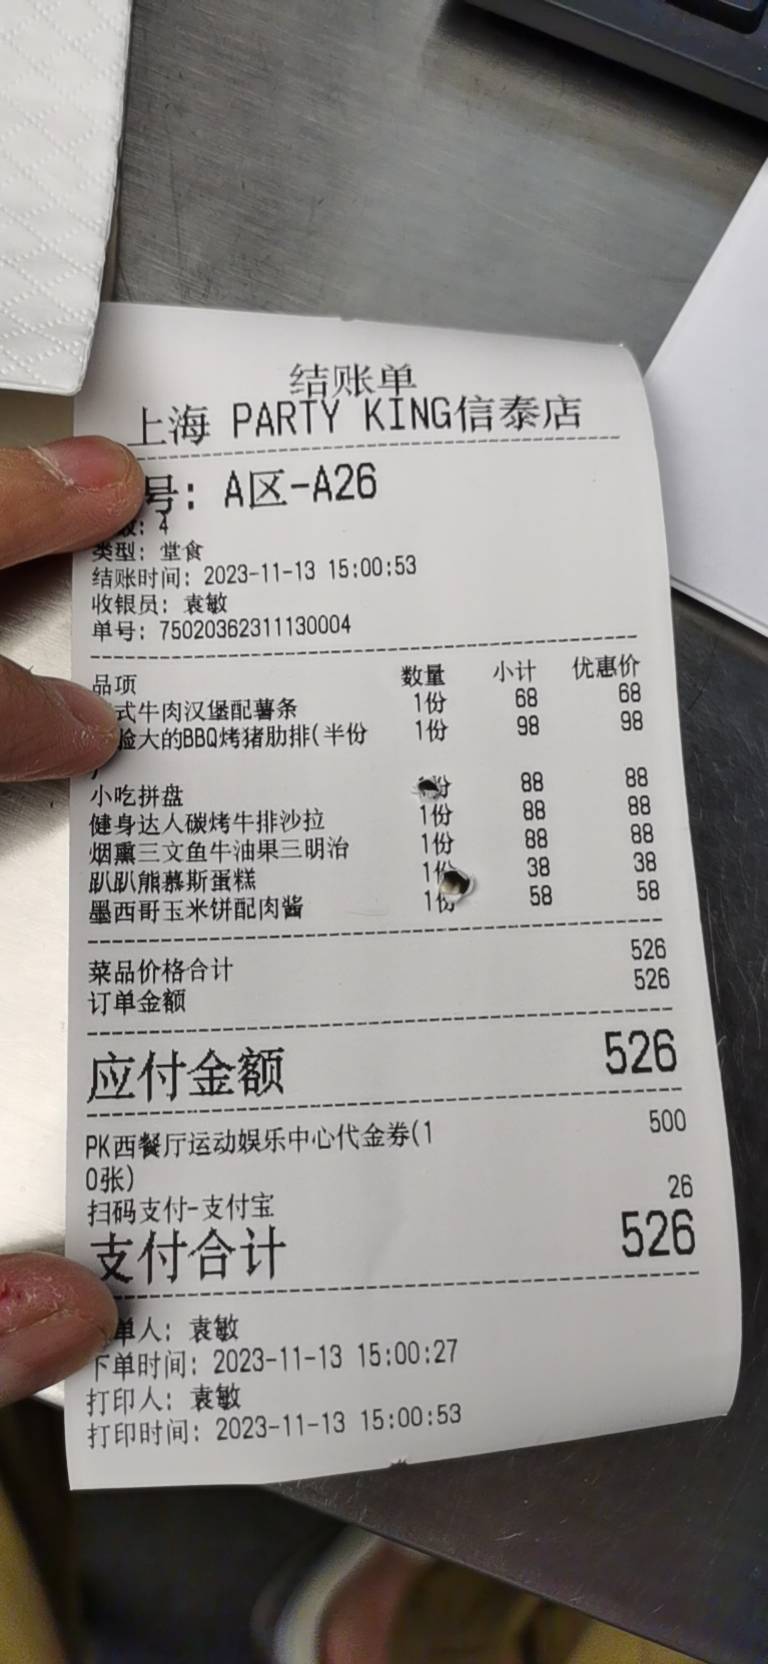 结账单
上海 PARTY KING信泰店
号: A区-A26
数: 4
类型: 堂食
结账时间: 2023-11-13 15:00:53
收银员: 袁敏
单号: 75020362311130004
品项 数量 小计 优惠价
式牛肉汉堡配薯条 1份 68 68
脸大的BBQ烤猪肋排(半份 1份 98 98
)
小吃拼盘 份 88 88
健身达人碳烤牛排沙拉 1份 88 88
烟熏三文鱼牛油果三明治 1份 88 88
趴趴熊慕斯蛋糕 1份 38 38
墨西哥玉米饼配肉酱 1份 58 58
菜品价格合计 526
订单金额 526
应付金额 526
PK西餐厅运动娱乐中心代金券(1 500
0张)
扫码支付-支付宝 26
支付合计 526
单人: 袁敏
下单时间: 2023-11-13 15:00:27
打印人: 袁敏
打印时间: 2023-11-13 15:00:53